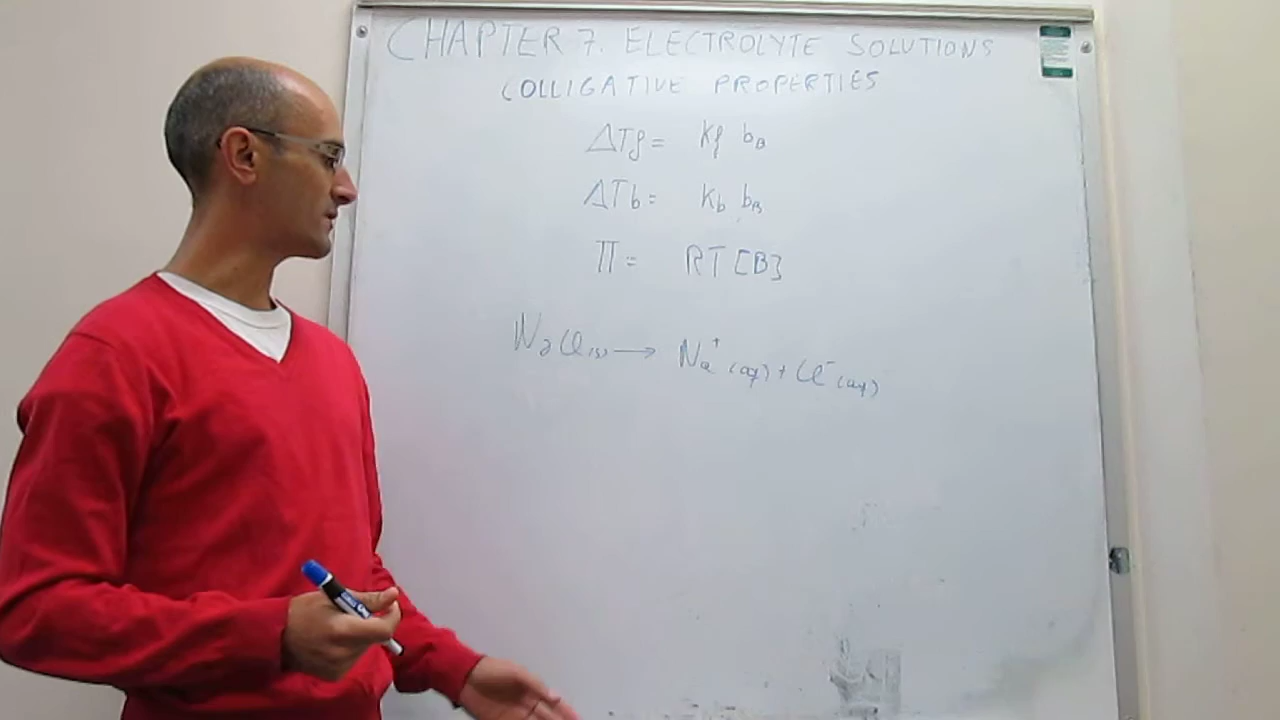 CHAPTER 7. ELECTROLYTE SOLUTIONS
COLLIGATIVE PROPERTIES
ΔTf = Kf bB
ΔTb = Kb bB
Π = RT [B]
NaCl(s) → Na⁺(aq) + Cl⁻(aq)